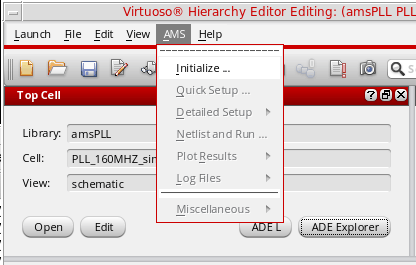 Virtuoso® Hierarchy Editor Editing: (amsPLL PLL
Launch File Edit View AMS Help
Initialize ...
Quick Setup ...
Detailed Setup
Netlist and Run ...
Plot Results
Log Files
Miscellaneous
Top Cell
Library: amsPLL
Cell: PLL_160MHZ_sim
View: schematic
Open Edit ADE L ADE Explorer